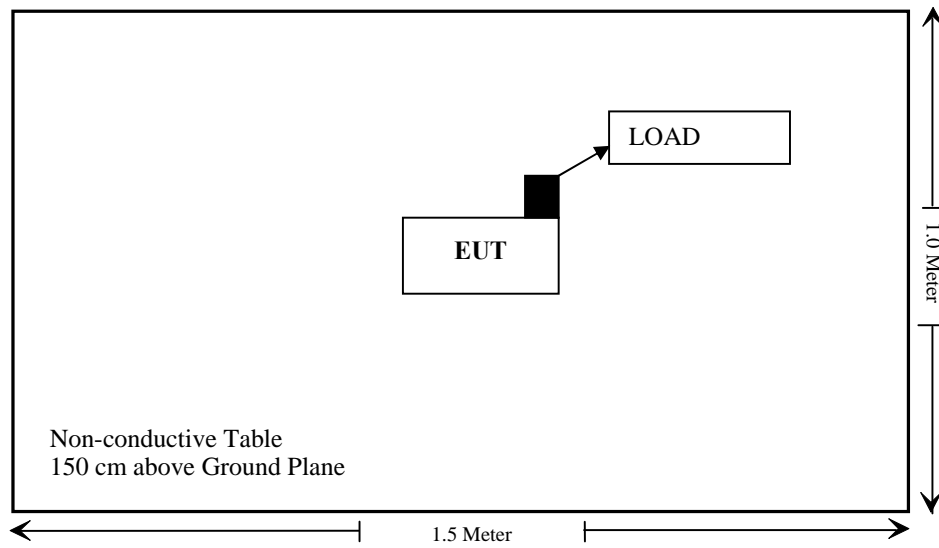 LOAD
EUT
1.0 Meter
Non-conductive Table
150 cm above Ground Plane
1.5 Meter